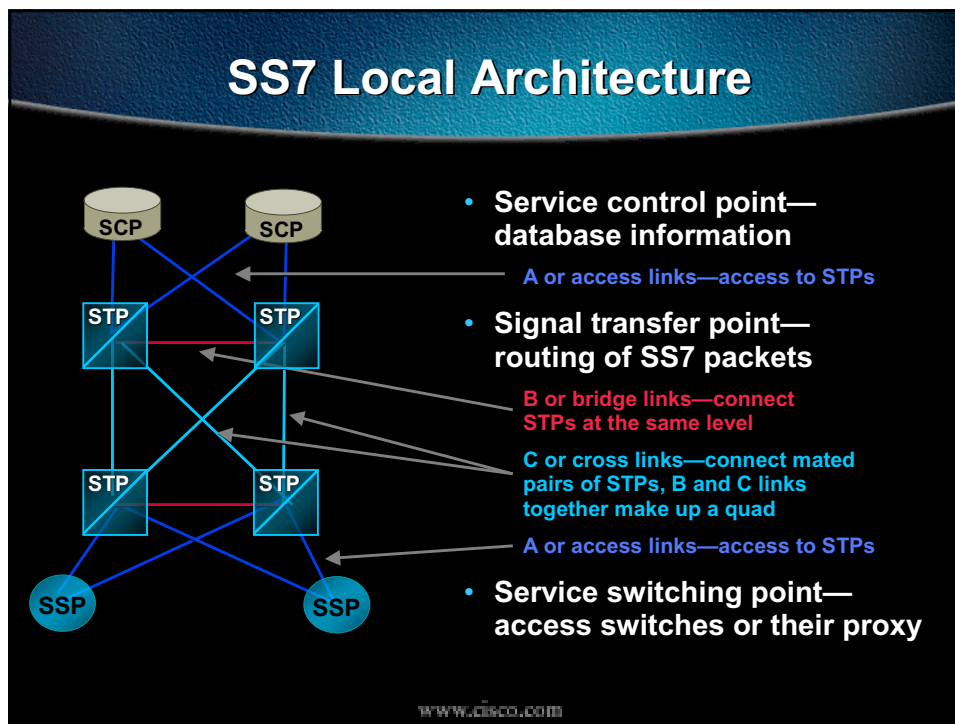 SS7 Local Architecture
SCP
SCP
STP
STP
STP
STP
SSP
SSP
• Service control point—
database information
A or access links—access to STPs
• Signal transfer point—
routing of SS7 packets
B or bridge links—connect
STPs at the same level
C or cross links—connect mated
pairs of STPs, B and C links
together make up a quad
A or access links—access to STPs
• Service switching point—
access switches or their proxy
www.cisco.com